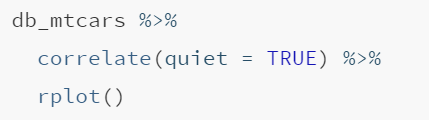 db_mtcars %>%
  correlate(quiet = TRUE) %>%
  rplot()